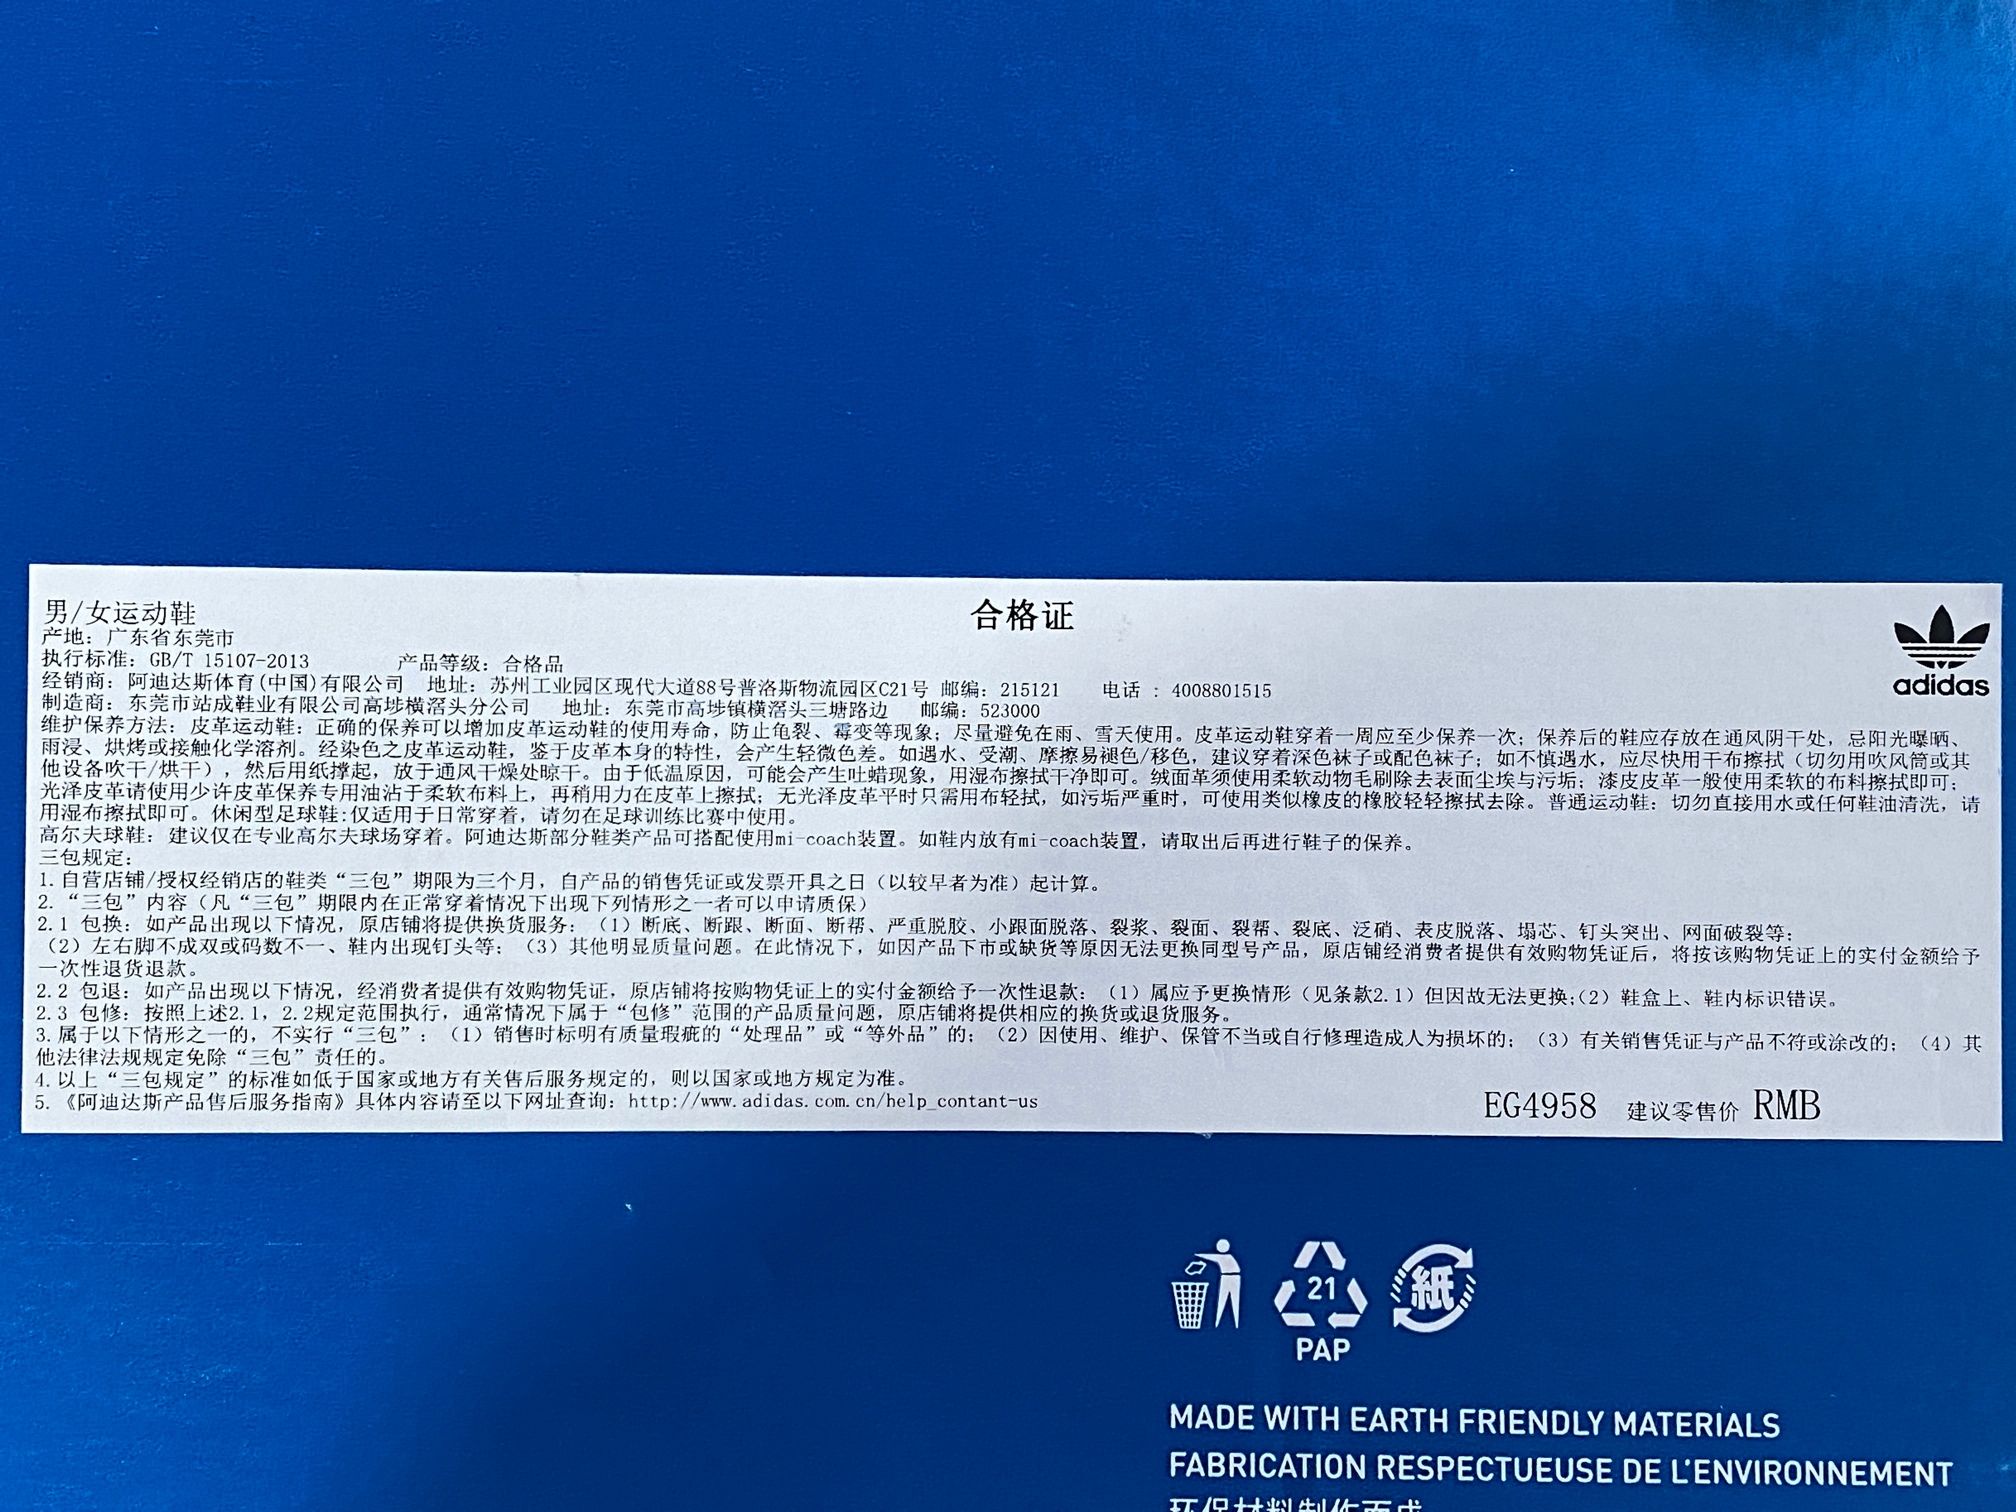 男/女运动鞋
合格证
adidas
产地：广东省东莞市
执行标准：GB/T 15107-2013 产品等级：合格品
经销商：阿迪达斯体育(中国)有限公司 地址：苏州工业园区现代大道88号普洛斯物流园区C21号 邮编：215121 电话 : 4008801515
制造商：东莞市站成鞋业有限公司高埗横滘头分公司 地址：东莞市高埗镇横滘头三塘路边 邮编：523000
维护保养方法：皮革运动鞋：正确的保养可以增加皮革运动鞋的使用寿命，防止龟裂、霉变等现象；尽量避免在雨、雪天使用。皮革运动鞋穿着一周应至少保养一次；保养后的鞋应存放在通风阴干处，忌阳光曝晒、
雨浸、烘烤或接触化学溶剂。经染色之皮革运动鞋，鉴于皮革本身的特性，会产生轻微色差。如遇水、受潮、摩擦易褪色/移色，建议穿着深色袜子或配色袜子；如不慎遇水，应尽快用干布擦拭（切勿用吹风筒或其
他设备吹干/烘干），然后用纸撑起，放于通风干燥处晾干。由于低温原因，可能会产生吐蜡现象，用湿布擦拭干净即可。绒面革须使用柔软动物毛刷除去表面尘埃与污垢；漆皮皮革一般使用柔软的布料擦拭即可；
光泽皮革请使用少许皮革保养专用油沾于柔软布料上，再稍用力在皮革上擦拭；无光泽皮革平时只需用布轻拭，如污垢严重时，可使用类似橡皮的橡胶轻轻擦拭去除。普通运动鞋：切勿直接用水或任何鞋油清洗，请
用湿布擦拭即可。休闲型足球鞋:仅适用于日常穿着，请勿在足球训练比赛中使用。
高尔夫球鞋：建议仅在专业高尔夫球场穿着。阿迪达斯部分鞋类产品可搭配使用mi-coach装置。如鞋内放有mi-coach装置，请取出后再进行鞋子的保养。
三包规定：
1.自营店铺/授权经销店的鞋类“三包”期限为三个月，自产品的销售凭证或发票开具之日（以较早者为准）起计算。
2.“三包”内容（凡“三包”期限内在正常穿着情况下出现下列情形之一者可以申请质保）
2.1 包换：如产品出现以下情况，原店铺将提供换货服务：（1）断底、断跟、断面、断帮、严重脱胶、小跟面脱落、裂浆、裂面、裂帮、裂底、泛硝、表皮脱落、塌芯、钉头突出、网面破裂等；
（2）左右脚不成双或码数不一、鞋内出现钉头等；（3）其他明显质量问题。在此情况下，如因产品下市或缺货等原因无法更换同型号产品，原店铺经消费者提供有效购物凭证后，将按该购物凭证上的实付金额给予
一次性退货退款。
2.2 包退：如产品出现以下情况，经消费者提供有效购物凭证，原店铺将按购物凭证上的实付金额给予一次性退款：（1）属应予更换情形（见条款2.1）但因故无法更换;(2）鞋盒上、鞋内标识错误。
2.3 包修：按照上述2.1, 2.2规定范围执行，通常情况下属于“包修”范围的产品质量问题，原店铺将提供相应的换货或退货服务。
3.属于以下情形之一的，不实行“三包”：（1）销售时标明有质量瑕疵的“处理品”或“等外品”的；（2）因使用、维护、保管不当或自行修理造成人为损坏的；（3）有关销售凭证与产品不符或涂改的；（4）其
他法律法规规定免除“三包”责任的。
4.以上“三包规定”的标准如低于国家或地方有关售后服务规定的，则以国家或地方规定为准。
5.《阿迪达斯产品售后服务指南》具体内容请至以下网址查询：http://www.adidas.com.cn/help_contant-us
EG4958 建议零售价 RMB
21
PAP
紙
MADE WITH EARTH FRIENDLY MATERIALS
FABRICATION RESPECTUEUSE DE L'ENVIRONNEMENT
环保材料制作而成